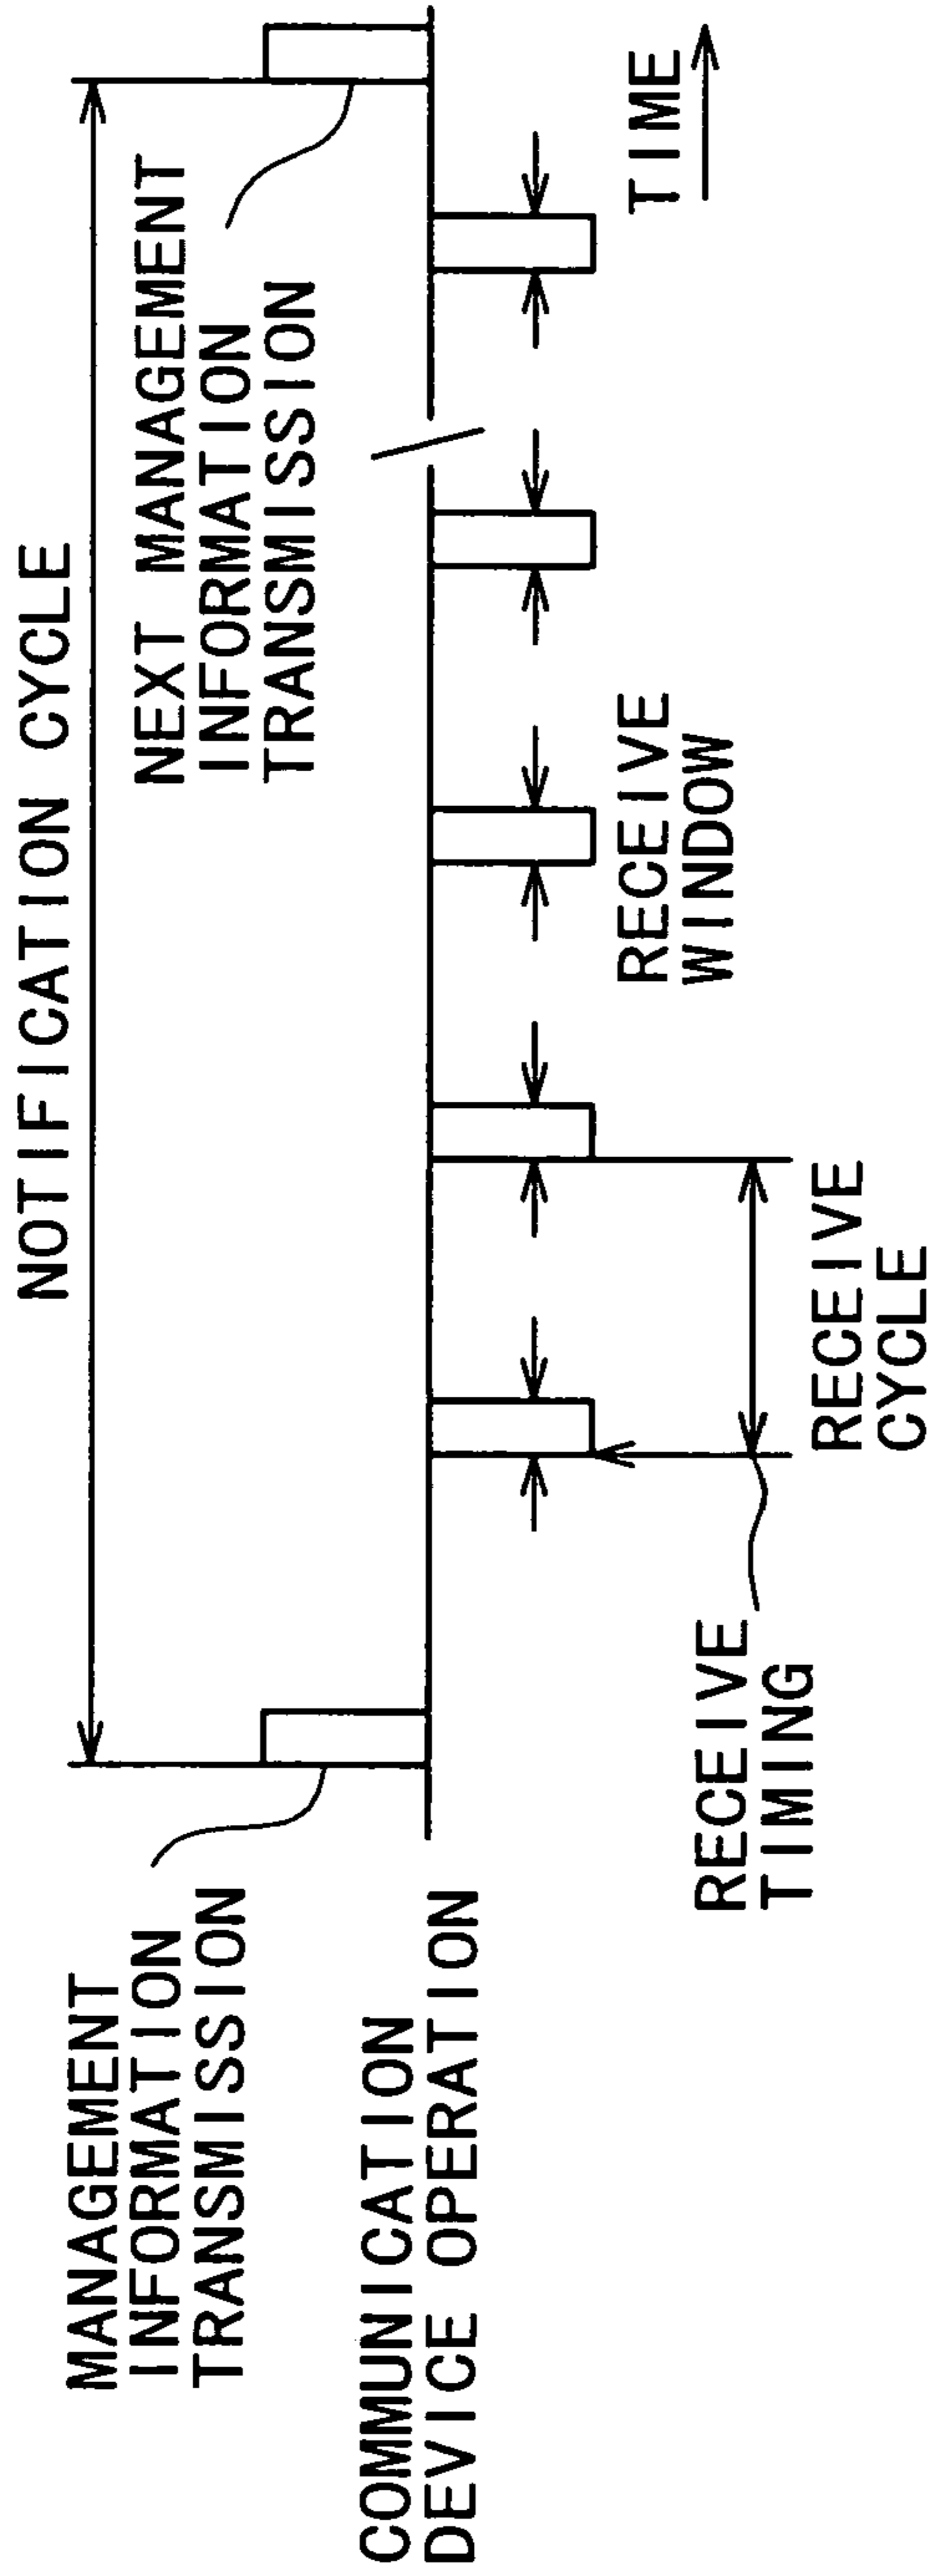 NOTIFICATION CYCLE
MANAGEMENT
INFORMATION
TRANSMISSION
NEXT MANAGEMENT
INFORMATION
TRANSMISSION
COMMUNICATION
DEVICE OPERATION
TIME
RECEIVE
WINDOW
RECEIVE
TIMING
RECEIVE
CYCLE